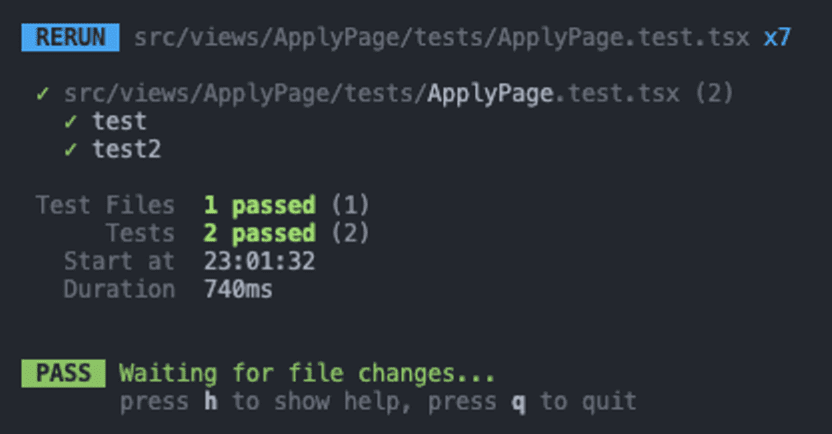 RERUN src/views/ApplyPage/tests/ApplyPage.test.tsx x7
✓ src/views/ApplyPage/tests/ApplyPage.test.tsx (2)
✓ test
✓ test2
Test Files 1 passed (1)
Tests 2 passed (2)
Start at 23:01:32
Duration 740ms
PASS Waiting for file changes...
press h to show help, press q to quit